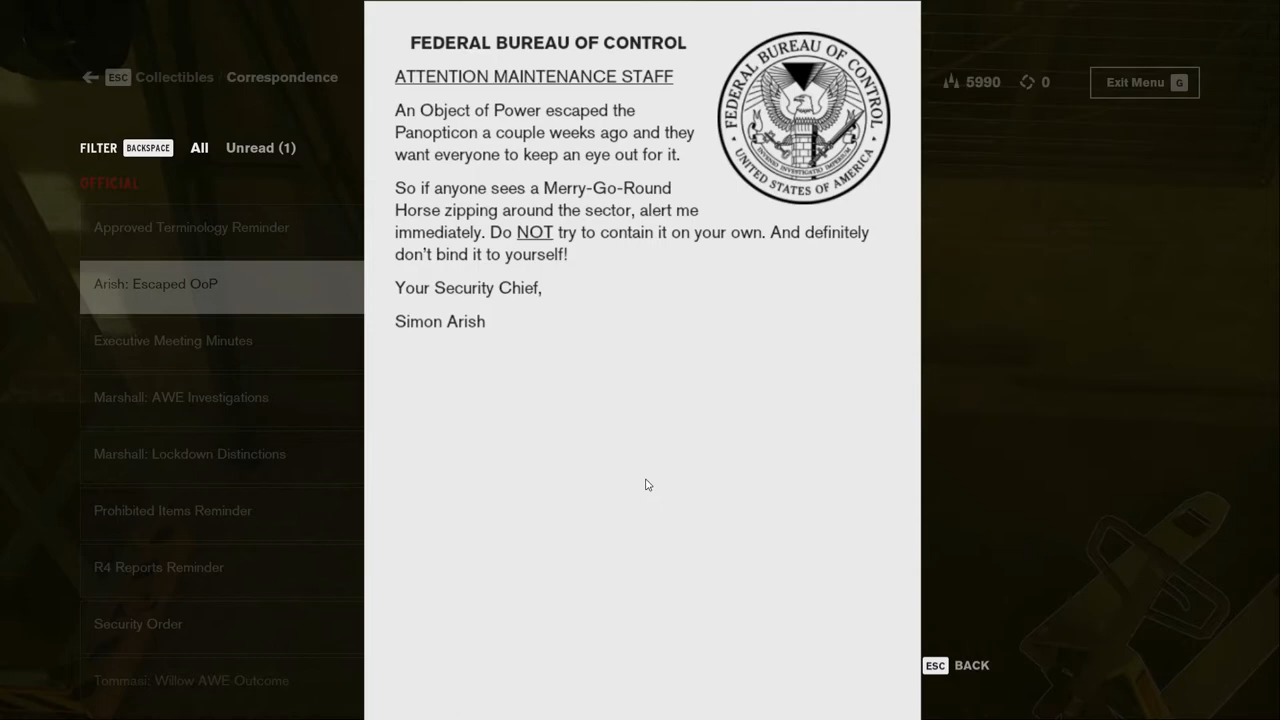 FEDERAL BUREAU OF CONTROL
ATTENTION MAINTENANCE STAFF
An Object of Power escaped the
Panopticon a couple weeks ago and they
want everyone to keep an eye out for it.
So if anyone sees a Merry-Go-Round
Horse zipping around the sector, alert me
immediately. Do NOT try to contain it on your own. And definitely
don't bind it to yourself!
Your Security Chief,
Simon Arish
FEDERAL BUREAU OF CONTROL
UNITED STATES OF AMERICA
ESC Collectibles / Correspondence
5990 0 Exit Menu G
FILTER BACKSPACE All Unread (1)
OFFICIAL
Approved Terminology Reminder
Arish: Escaped OoP
Executive Meeting Minutes
Marshall: AWE Investigations
Marshall: Lockdown Distinctions
Prohibited Items Reminder
R4 Reports Reminder
Security Order
Tommasi: Willow AWE Outcome
ESC BACK